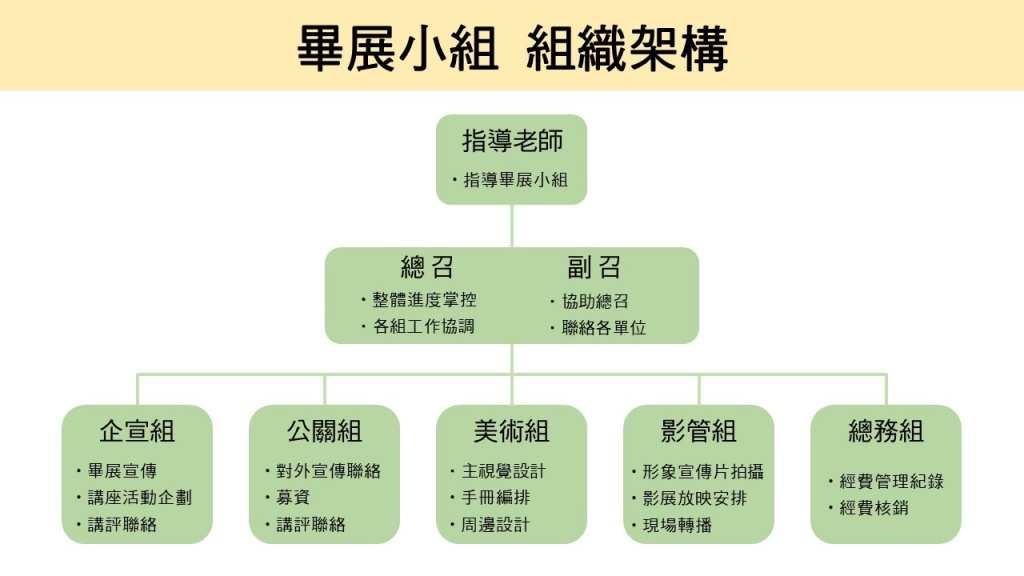 畢展小組 組織架構
指導老師
・指導畢展小組
總召
・整體進度掌控
・各組工作協調
副召
・協助總召
・聯絡各單位
企宣組
・畢展宣傳
・講座活動企劃
・講評聯絡
公關組
・對外宣傳聯絡
・募資
・講評聯絡
美術組
・主視覺設計
・手冊編排
・周邊設計
影管組
・形象宣傳片拍攝
・影展放映安排
・現場轉播
總務組
・經費管理紀錄
・經費核銷